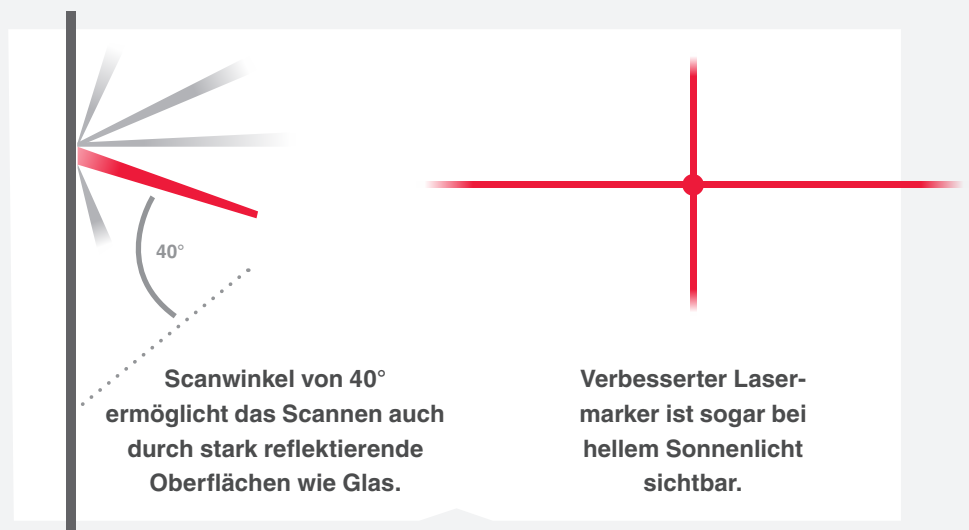 40°
Scanwinkel von 40°
ermöglicht das Scannen auch
durch stark reflektierende
Oberflächen wie Glas.
Verbesserter Laser-
marker ist sogar bei
hellem Sonnenlicht
sichtbar.